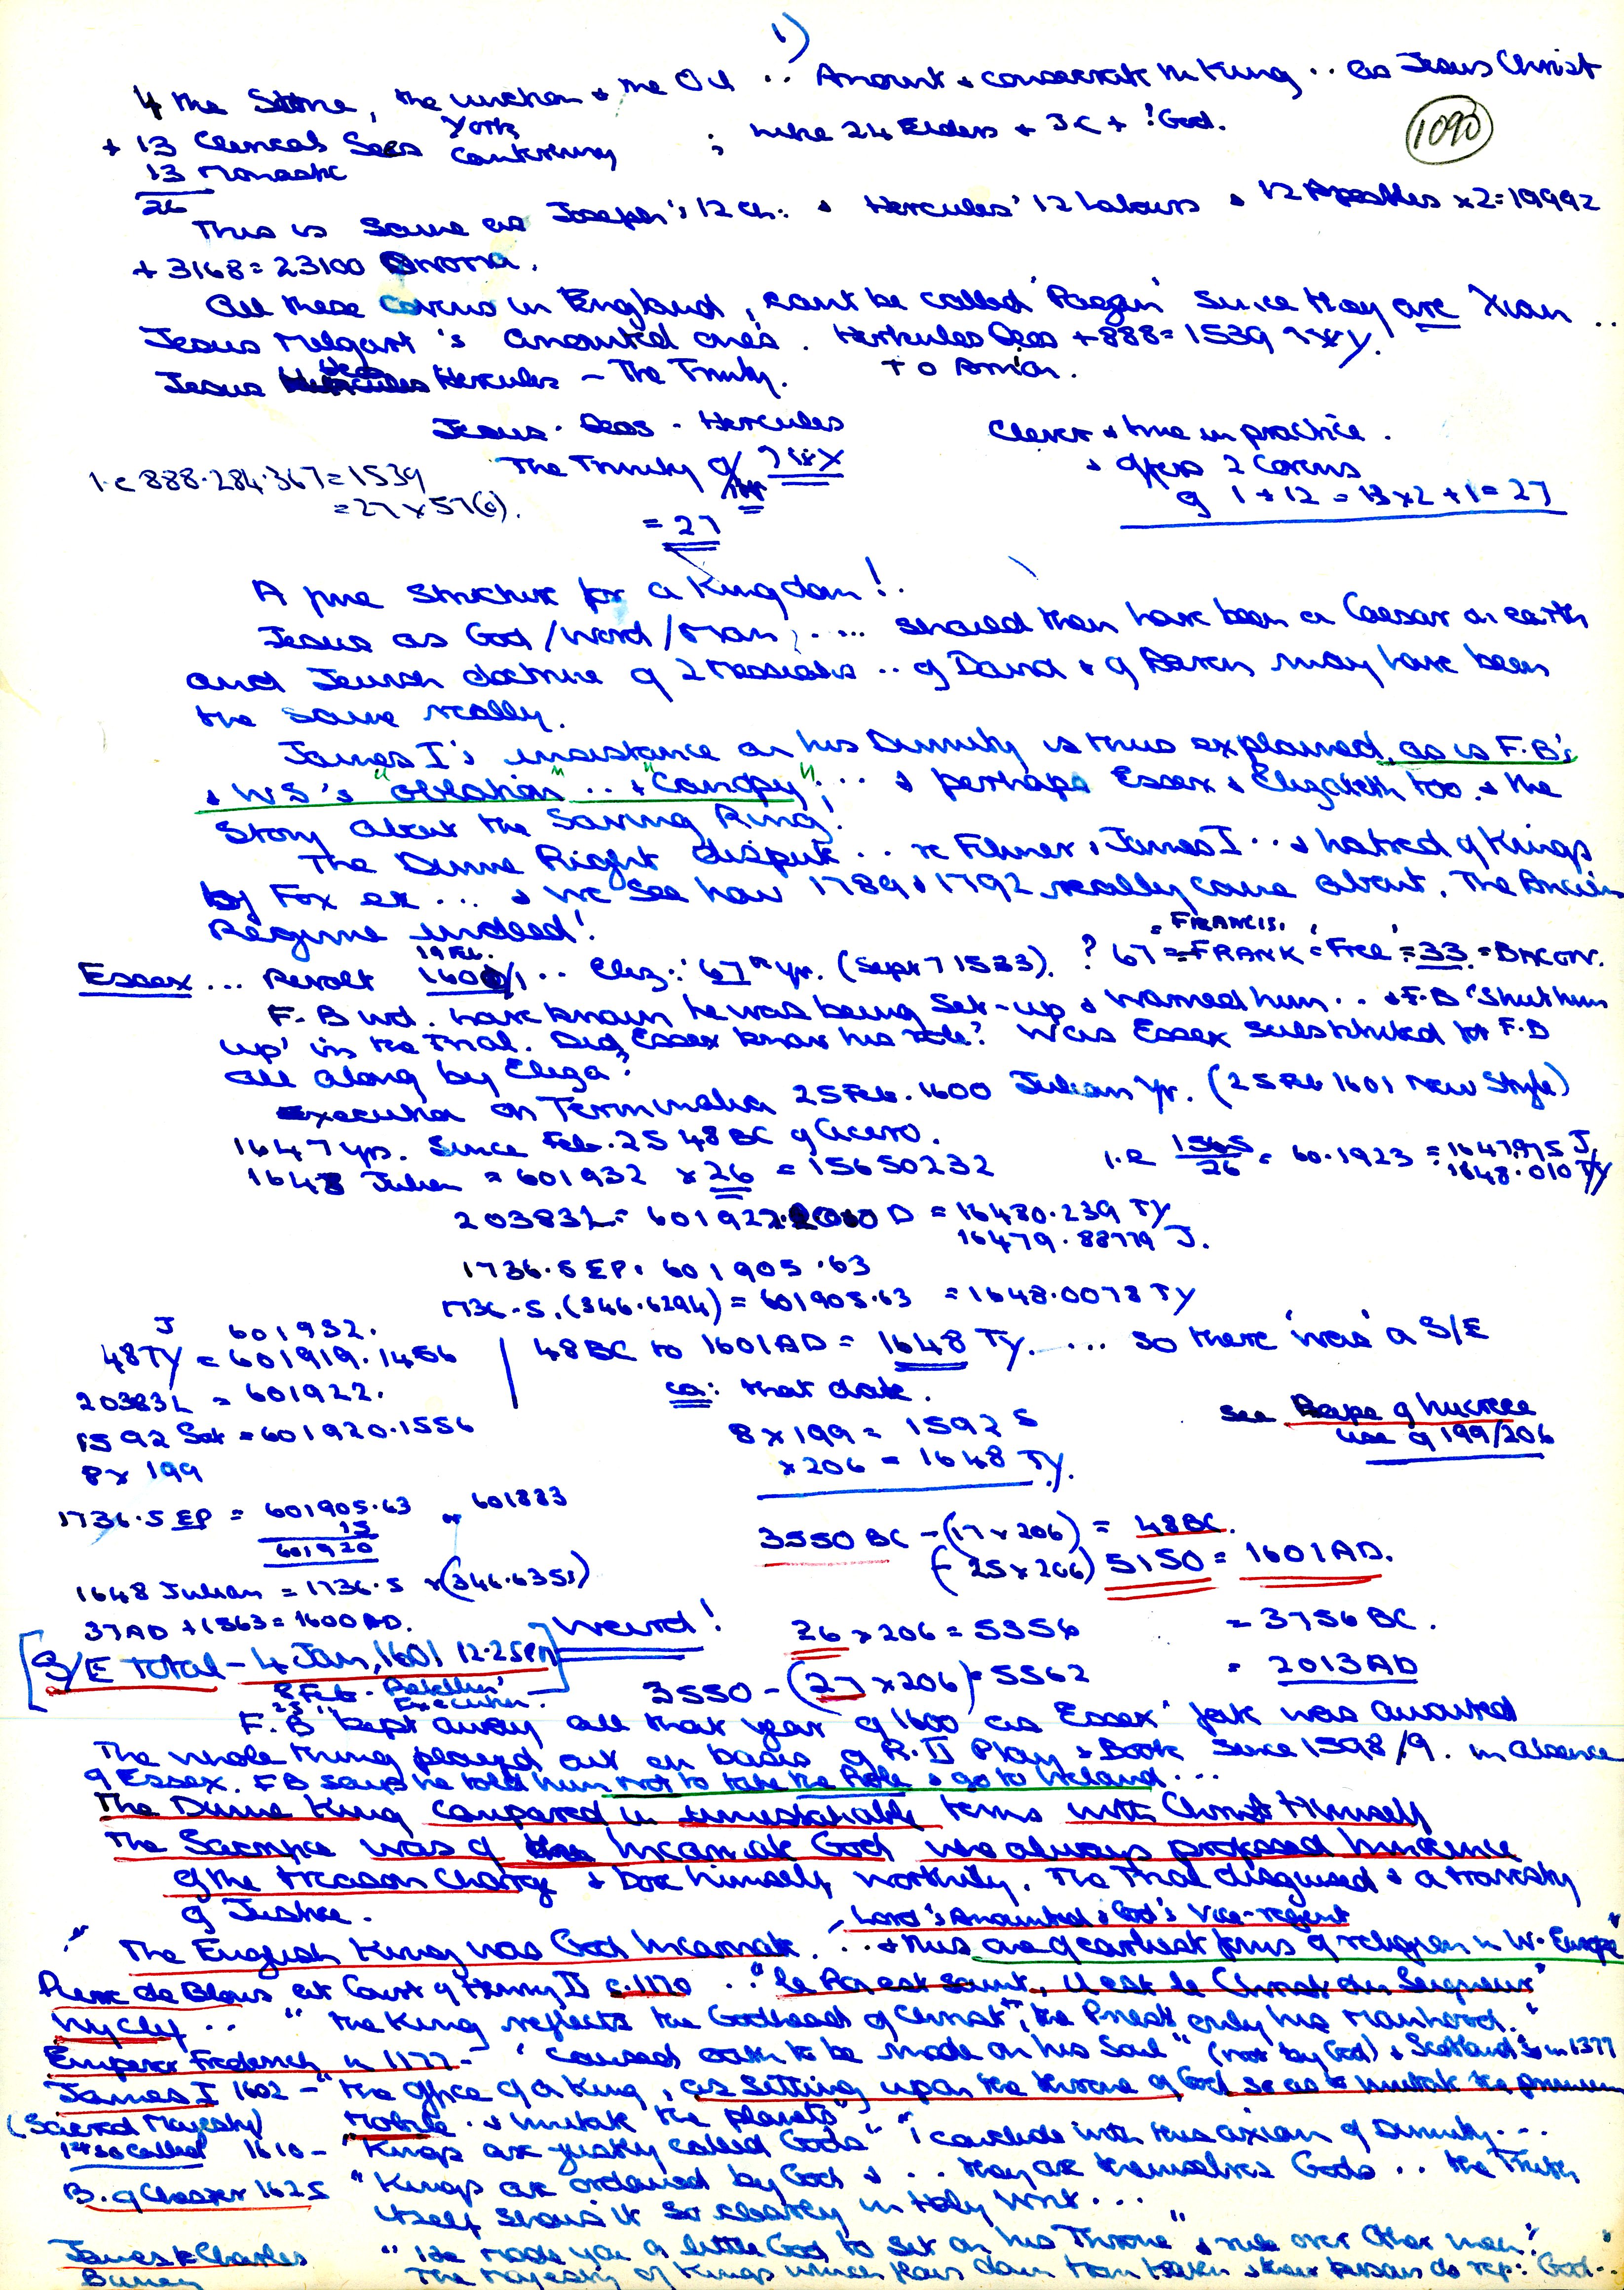 1)
4 the Stone, the unction & the Oil .. Anoint & consecrate the King .. as Jesus Christ
1090
+ 13 Clerical Sees York Canterbury ; like 24 Elders + JC + ! God.
13 Monastic
26
This is same as Joseph's 12 Ch: & Hercules' 12 Labours & 12 Apostles x 2 = 19992
+ 3168 = 23100
All these Covens in England, cant be called 'Pagan' since they are Xian ..
Jesus Melqart 's anointed ones. Herkules Deos + 888 = 1539
Jesus Deos Hercules – The Trinity.
Jesus . Deos . Hercules
Clever & true in practice.
1.e 888.284.367 = 1539
The Trinity of
& offers 2 Covens
= 27 x 57(0).
of 1 + 12 = 13 x 2 + 1 = 27
= 27
A fine structure for a Kingdom!
Jesus as God/Word/Man; .... should then have been a Caesar on earth
and Jewish doctrine of 2 Messiahs .. of David & of Aaron may have been
the same really.
James I's insistance on his Divinity is thus explained, as is F.B's
& W.S's "oblation" .. & "Canopy" ... & perhaps Essex & Elizabeth too. & the
Story about the Saving Ring!
The Divine Right dispute .. re Filmer, James I .. & hatred of Kings
by Fox etc ... & we see how 1789 & 1792 really came about. The Ancien
Regime indeed!
Essex ... Revolt 1600/1 .. Eliz: 67th yr. (Sept 7 1533). ? 67 = FRANCIS. = FRANK = 'Free' = 33 = BACON.
F.B wd. have known he was being set-up & warned him .. & F.B 'shut him
up' in the trial. Did Essex know his role? Was Essex substituted for F.B
all along by Eliza?
Execution on Terminalia 25 Feb. 1600 Julian Yr. (25 Feb 1601 New Style)
1647 yrs. since Feb. 25 48 BC of Cicero.
1648 Julian = 601932 x 26 = 15650232
i.e 1565/26 = 60.1923 = 1647.975 J
1648.010 TY
20383L = 601922. D = 16480.239 TY
16479.88779 J.
1736.5 EP. 601905.63
1736.5.(346.6294) = 601905.63 = 1648.0078 TY
J 601932.
48TY = 601919.1456
48 BC to 1601 AD = 1648 TY. ... so there 'was' a S/E
20383L = 601922.
ca: that date.
1592 Sat = 601920.1556
8 x 199 = 1592 S
see Rape of Lucrece
8 x 199
x 206 = 1648 TY.
use of 199/206
1736.5 EP = 601905.63 or 601883
15
601920
3550 BC – (17 x 206) = 48 BC.
(– 25 x 206) 5150 = 1601 AD.
1648 Julian = 1736.5 x (346.6351)
37 AD + 1563 = 1600 AD.
Weird!
26 x 206 = 5356 = 3756 BC.
[S/E Total – 4 Jan, 1601 12.25 pm]
3550 – (27 x 206) = 5562 = 2013 AD
8 Feb - Rebellion
25 " Execution.
F.B kept away all that year of 1600 as Essex' fate was awaited
The whole thing played out on basis of R.II Play & Book since 1598/9. in absence
of Essex. F.B says he told him not to take the Role & go to Ireland ...
The Divine King compared in unmistakable terms with Christ Himself
The Sacrifice was of the Incarnate God who always professed Innocence
of the treason charge & bore himself worthily. The Trial disguised & a travesty
of Justice.
Lord's Anointed & God's Vice-regent
"The English King was God Incarnate. .. & thus one of earliest forms of religion in W. Europe"
Pierre de Blois at Court of Henry II c.1170 .. "le Roi est saint, il est le Christ du Seigneur"
Wyclif .. "the King reflects the Godhead of Christ", the Priest only his Manhood."
Emperor Frederick in 1177 – 'caused oath to be made on his Soul" (not by God) & Scotland's in 1377
James I 1602 – "the office of a King, as sitting upon the throne of God so as to imitate the primum
(Sacred Majesty)
Mobile . & imitate the planets"
1st so called
1610 – "Kings are justly called Gods" "i conclude with this axiom of Divinity ...
B. of Chester 1625 "Kings are ordained by God & .. they are themselves Gods .. the Truth
itself shows it so clearly in Holy Writ ... "
James to Charles "He made you a little God to sit on his Throne & rule over other men."
"The Majesty of Kings which flows down from Heaven & their persons do rep: God..